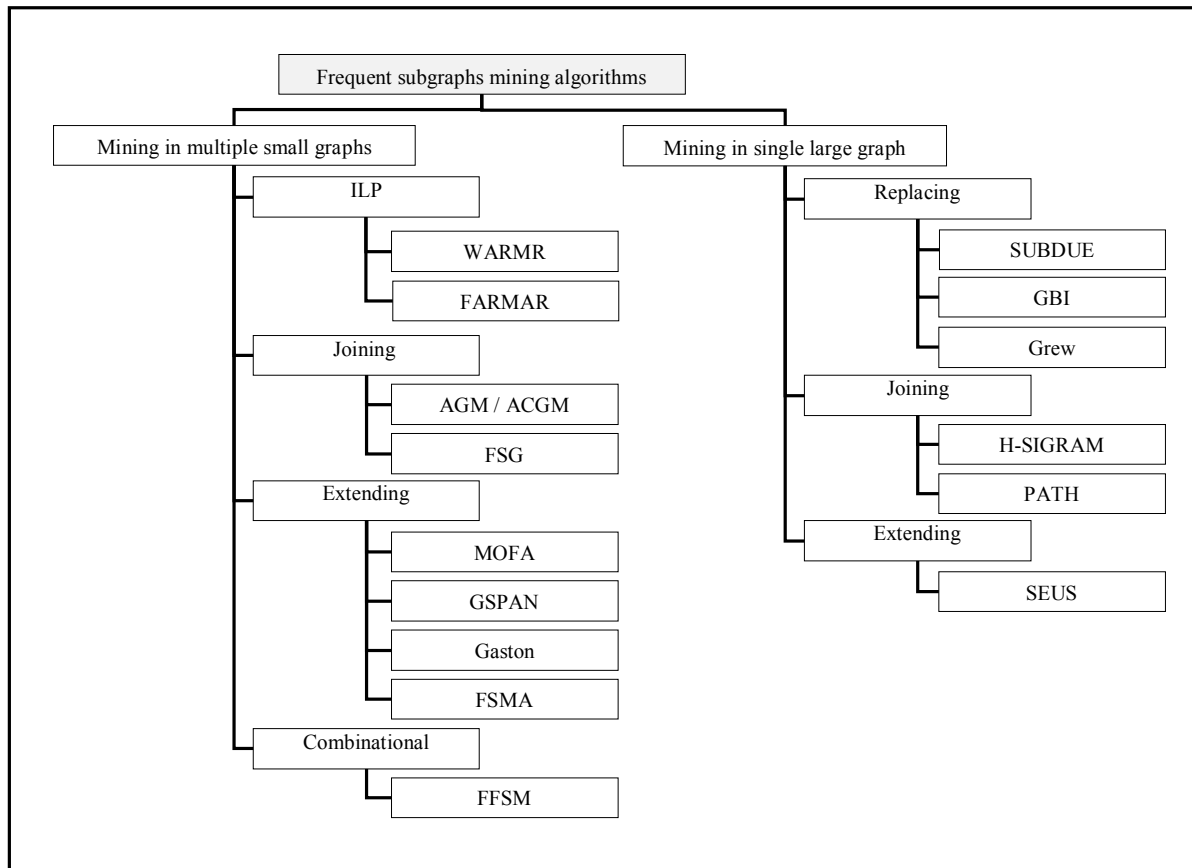 Frequent subgraphs mining algorithms
Mining in multiple small graphs
ILP
WARMR
FARMAR
Joining
AGM / ACGM
FSG
Extending
MOFA
GSPAN
Gaston
FSMA
Combinational
FFSM
Mining in single large graph
Replacing
SUBDUE
GBI
Grew
Joining
H-SIGRAM
PATH
Extending
SEUS